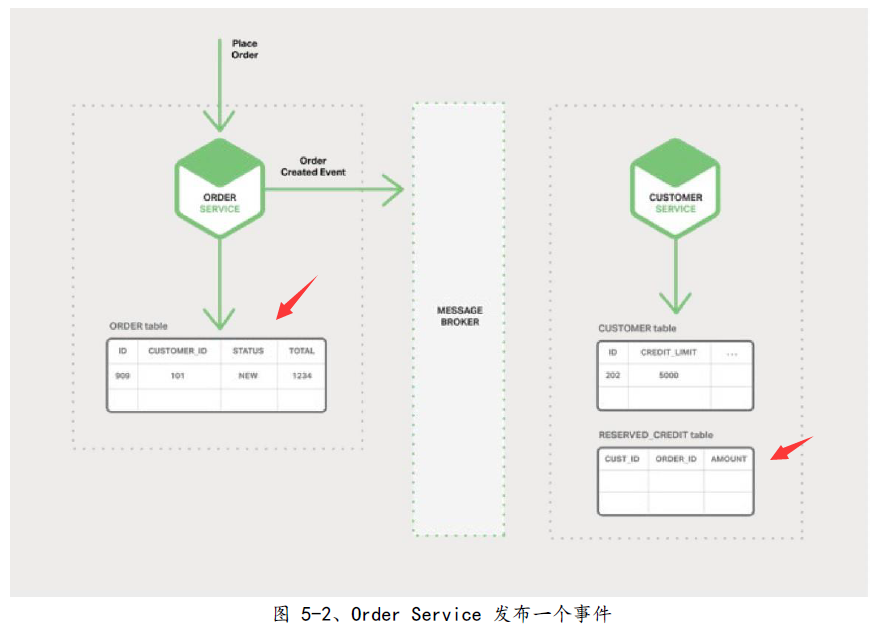 Place
Order
Order
Created Event
ORDER
SERVICE
CUSTOMER
SERVICE
MESSAGE
BROKER
ORDER table
ID CUSTOMER_ID STATUS TOTAL
909 101 NEW 1234
CUSTOMER table
ID CREDIT_LIMIT ...
202 5000
RESERVED_CREDIT table
CUST_ID ORDER_ID AMOUNT
图 5-2、Order Service 发布一个事件